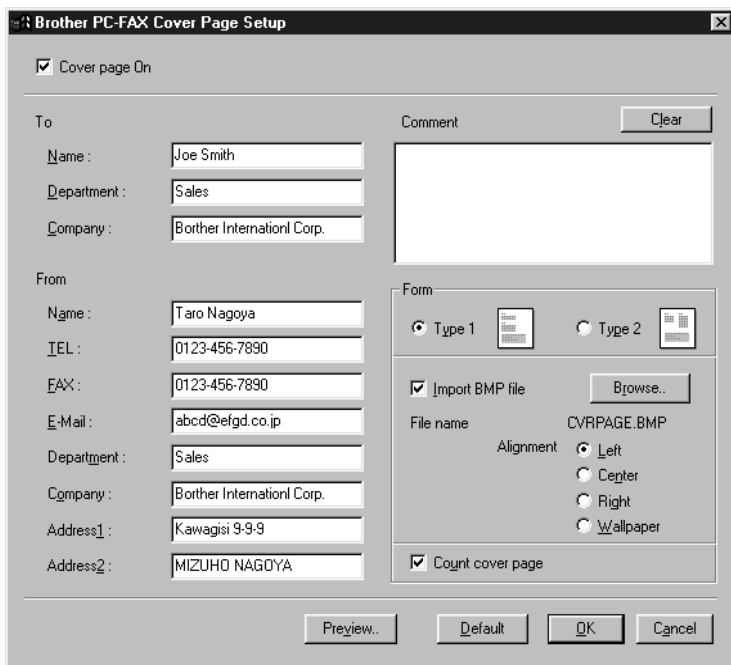 Brother PC-FAX Cover Page Setup
Cover page On
To
Name : Joe Smith
Department : Sales
Company : Borther Internationl Corp.
From
Name : Taro Nagoya
TEL : 0123-456-7890
FAX : 0123-456-7890
E-Mail : abcd@efgd.co.jp
Department : Sales
Company : Borther Internationl Corp.
Address1 : Kawagisi 9-9-9
Address2 : MIZUHO NAGOYA
Comment Clear
Form
Type 1 Type 2
Import BMP file Browse..
File name CVRPAGE.BMP
Alignment Left
Center
Right
Wallpaper
Count cover page
Preview.. Default OK Cancel